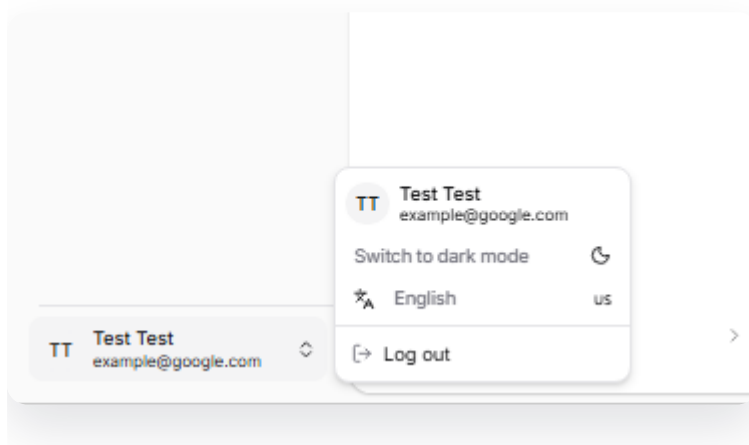 TT
Test Test
example@google.com
Switch to dark mode
English
us
Log out
TT
Test Test
example@google.com